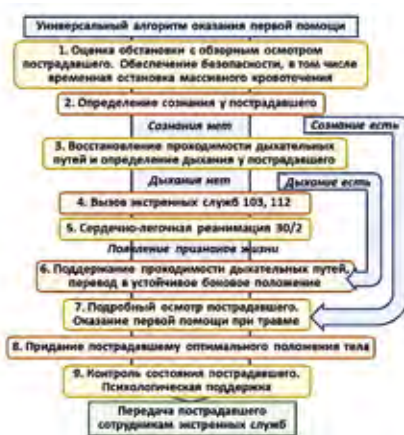 Универсальный алгоритм оказания первой помощи
1. Оценка обстановки с обзорным осмотром
пострадавшего. Обеспечение безопасности, в том числе
временная остановка массивного кровотечения
2. Определение сознания у пострадавшего
Сознания нет
Сознание есть
3. Восстановление проходимости дыхательных
путей и определение дыхания у пострадавшего
Дыхания нет
Дыхание есть
4. Вызов экстренных служб 103, 112
5. Сердечно-легочная реанимация 30/2
Появление признаков жизни
6. Поддержание проходимости дыхательных путей,
перевод в устойчивое боковое положение
7. Подробный осмотр пострадавшего.
Оказание первой помощи при травме
8. Придание пострадавшему оптимального положения тела
9. Контроль состояния пострадавшего.
Психологическая поддержка
Передача пострадавшего
сотрудникам экстренных служб